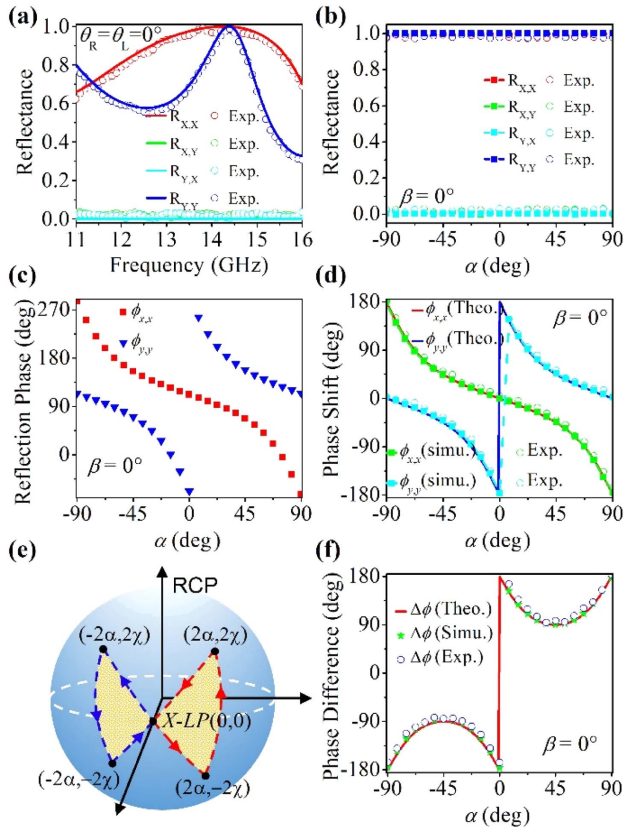 (a)
θR=θL=0°
Reflectance
1.0
0.8
0.6
0.4
0.2
0.0
RX,X Exp.
RX,Y Exp.
RY,X Exp.
RY,Y Exp.
11 12 13 14 15 16
Frequency (GHz)
(b)
Reflectance
1.0
0.8
0.6
0.4
0.2
0.0
RX,X Exp.
RX,Y Exp.
RY,X Exp.
RY,Y Exp.
β = 0°
-90 -45 0 45 90
α (deg)
(c)
Reflection Phase (deg)
270
180
90
0
ϕx,x
ϕy,y
β = 0°
-90 -45 0 45 90
α (deg)
(d)
Phase Shift (deg)
180
90
0
-90
-180
ϕx,x(Theo.)
ϕy,y(Theo.)
β = 0°
ϕx,x(simu.) Exp.
ϕy,y(simu.) Exp.
-90 -45 0 45 90
α (deg)
(e)
RCP
(-2α,2χ)
(2α,2χ)
X-LP(0,0)
(-2α,-2χ)
(2α,-2χ)
(f)
Phase Difference (deg)
180
90
0
-90
-180
Δϕ (Theo.)
Λϕ (Simu.)
Δϕ (Exp.)
β = 0°
-90 -45 0 45 90
α (deg)